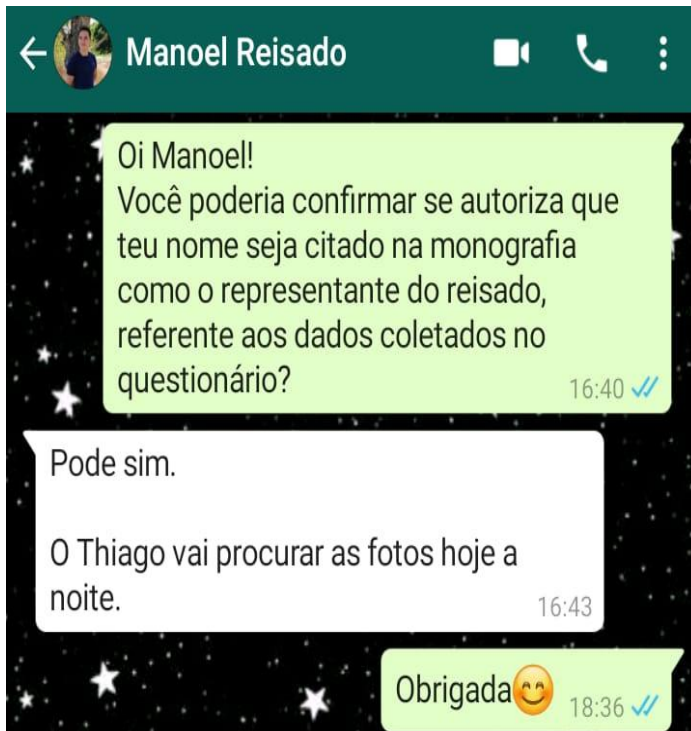 Manoel Reisado
Oi Manoel!
Você poderia confirmar se autoriza que
teu nome seja citado na monografia
como o representante do reisado,
referente aos dados coletados no
questionário?
16:40
Pode sim.
O Thiago vai procurar as fotos hoje a
noite.
16:43
Obrigada😊
18:36